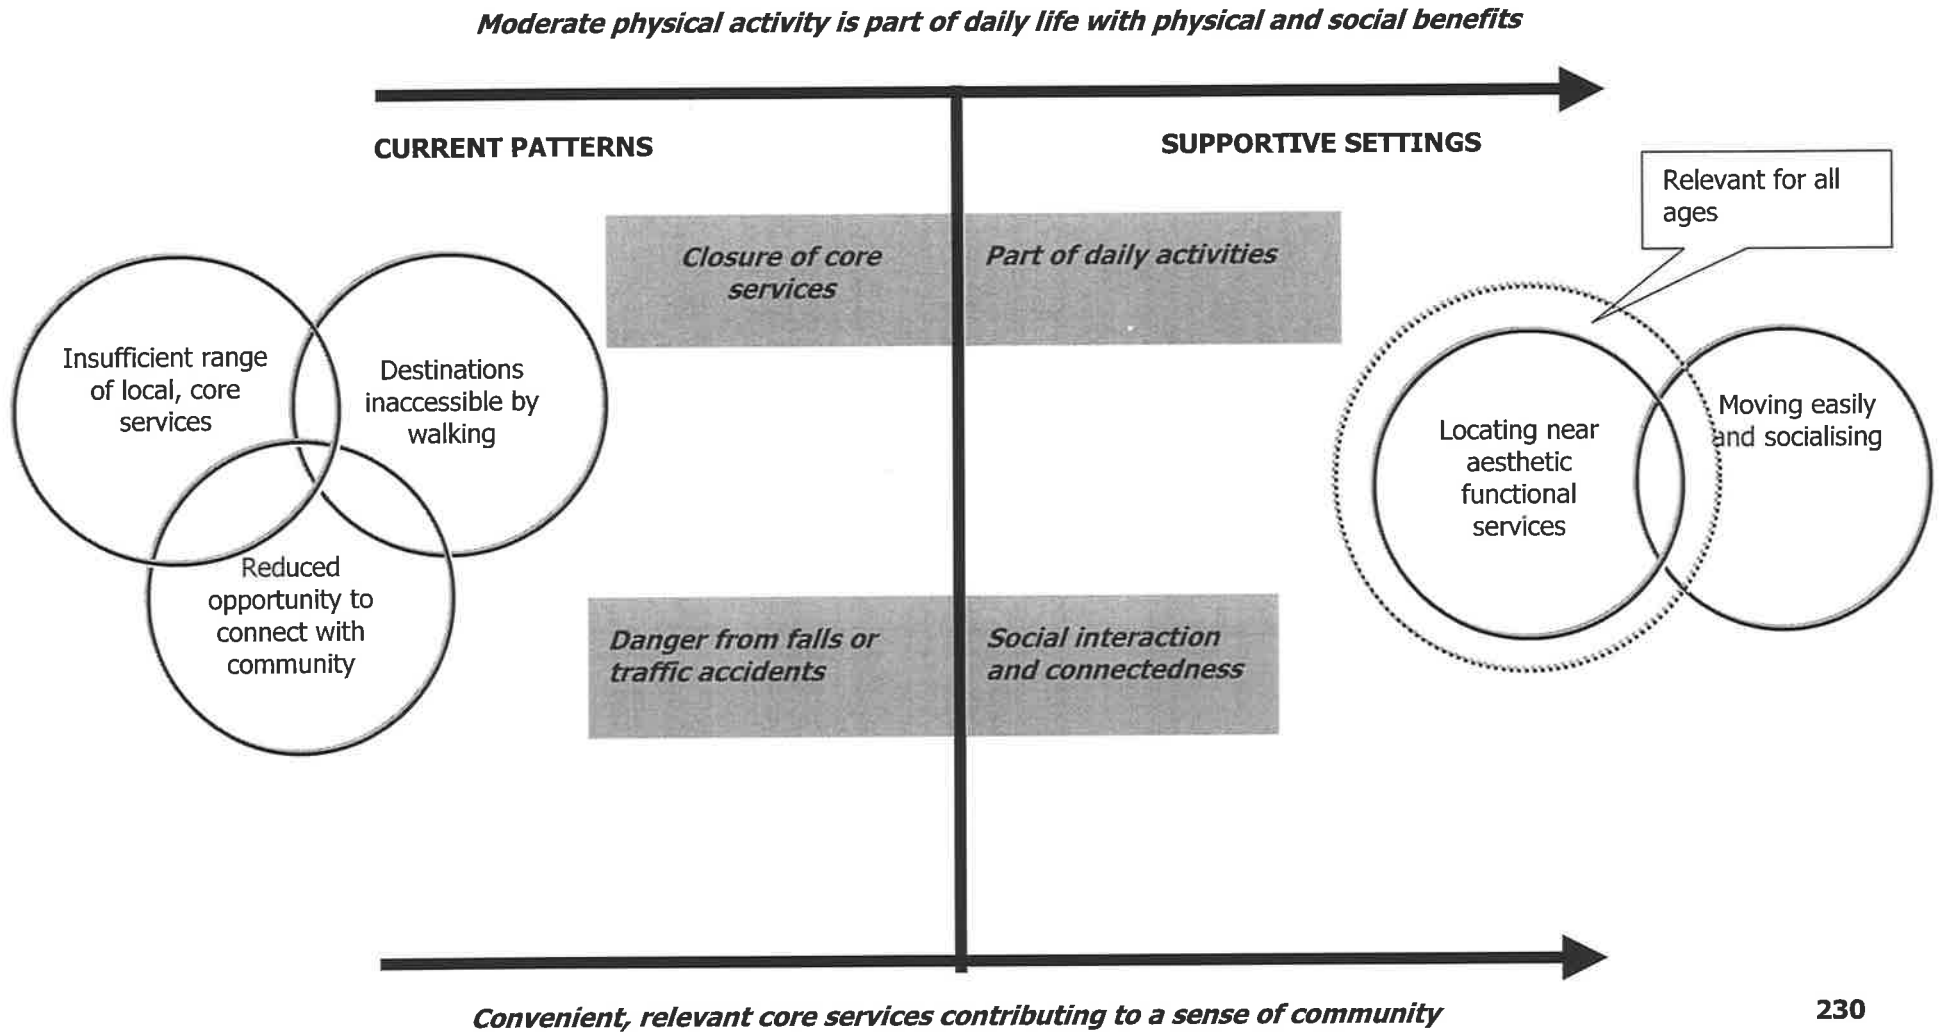 Moderate physical activity is part of daily life with physical and social benefits
CURRENT PATTERNS
SUPPORTIVE SETTINGS
Relevant for all
ages
Closure of core
services
Part of daily activities
Insufficient range
of local, core
services
Destinations
inaccessible by
walking
Reduced
opportunity to
connect with
community
Locating near
aesthetic
functional
services
Moving easily
and socialising
Danger from falls or
traffic accidents
Social interaction
and connectedness
Convenient, relevant core services contributing to a sense of community
230